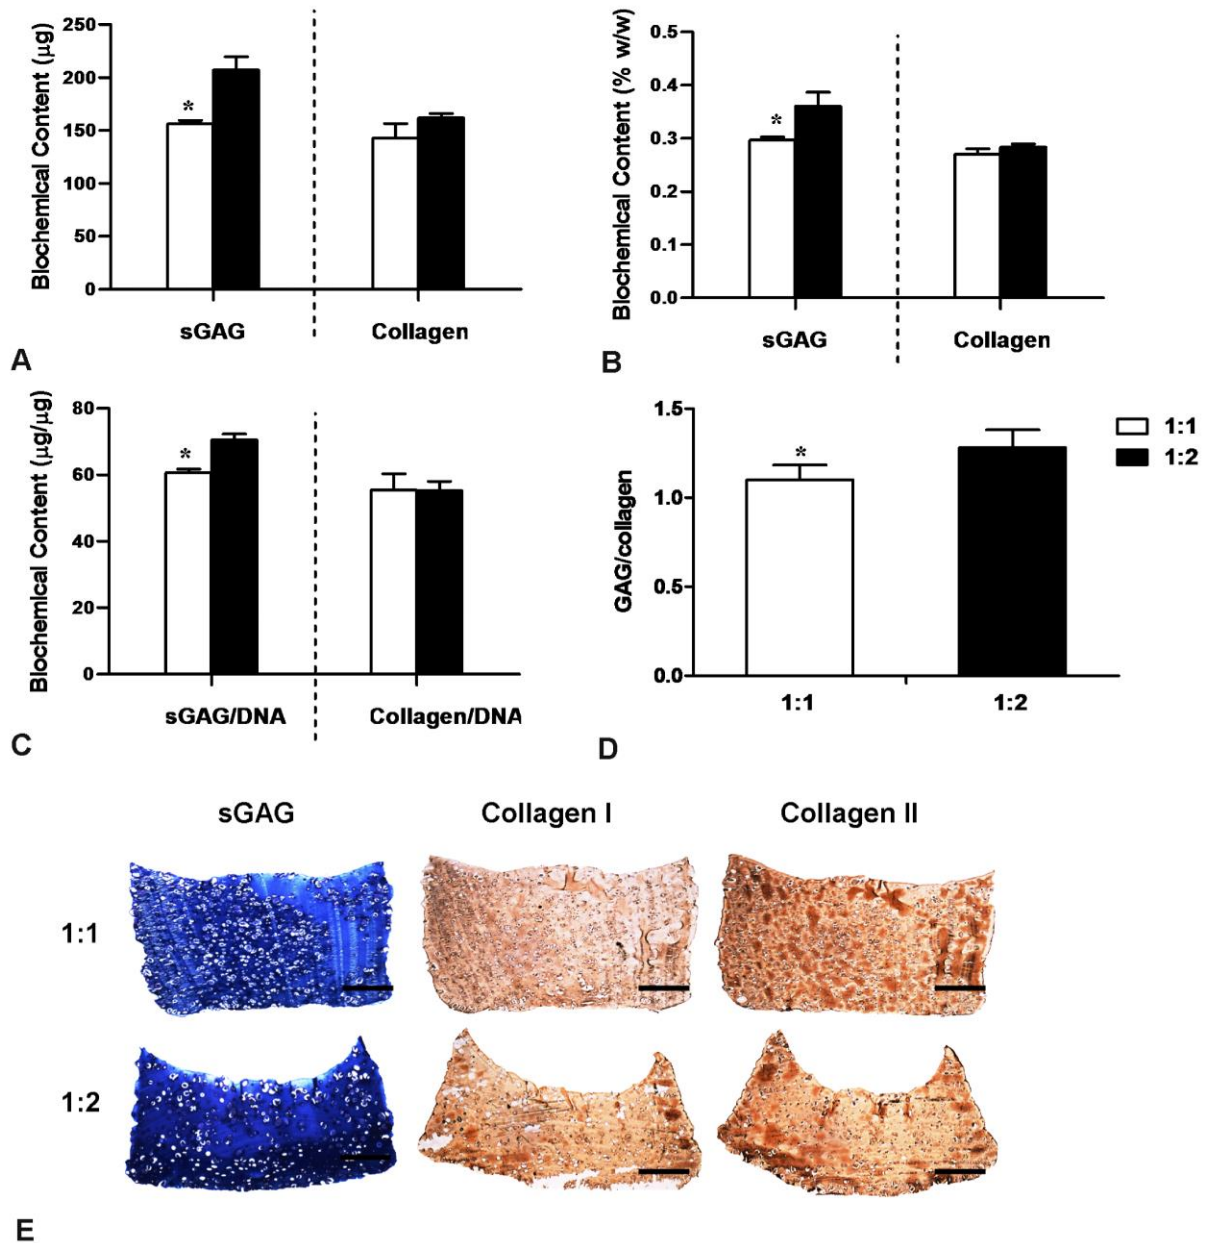 Biochemical Content (µg)
250
200
150
100
50
0
*
sGAG
Collagen
A
Biochemical Content (% w/w)
0.5
0.4
0.3
0.2
0.1
0.0
*
sGAG
Collagen
B
Biochemical Content (µg/µg)
80
60
40
20
0
*
sGAG/DNA
Collagen/DNA
C
GAG/collagen
1.5
1.0
0.5
0.0
*
1:1
1:2
1:1
1:2
D
sGAG
Collagen I
Collagen II
1:1
1:2
E